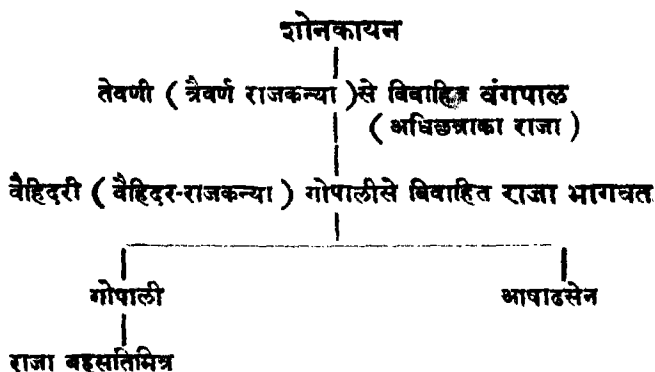 शोनकायन
तेवणी ( त्रैवर्ण राजकन्या )से विवाहित वंगपाल
( अधिछत्राका राजा )
वैहिदरी ( वैहिदर-राजकन्या ) गोपालीसे विवाहित राजा भागवत
गोपाली आषाढसेन
राजा बहसतिमित्र